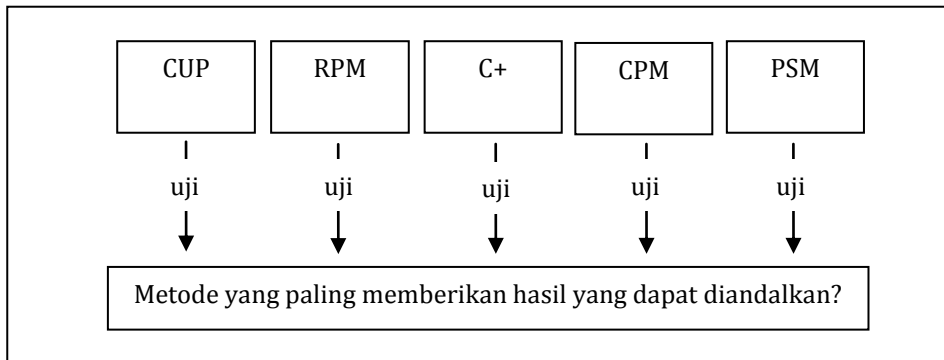 CUP RPM C+ CPM PSM
uji uji uji uji uji
Metode yang paling memberikan hasil yang dapat diandalkan?